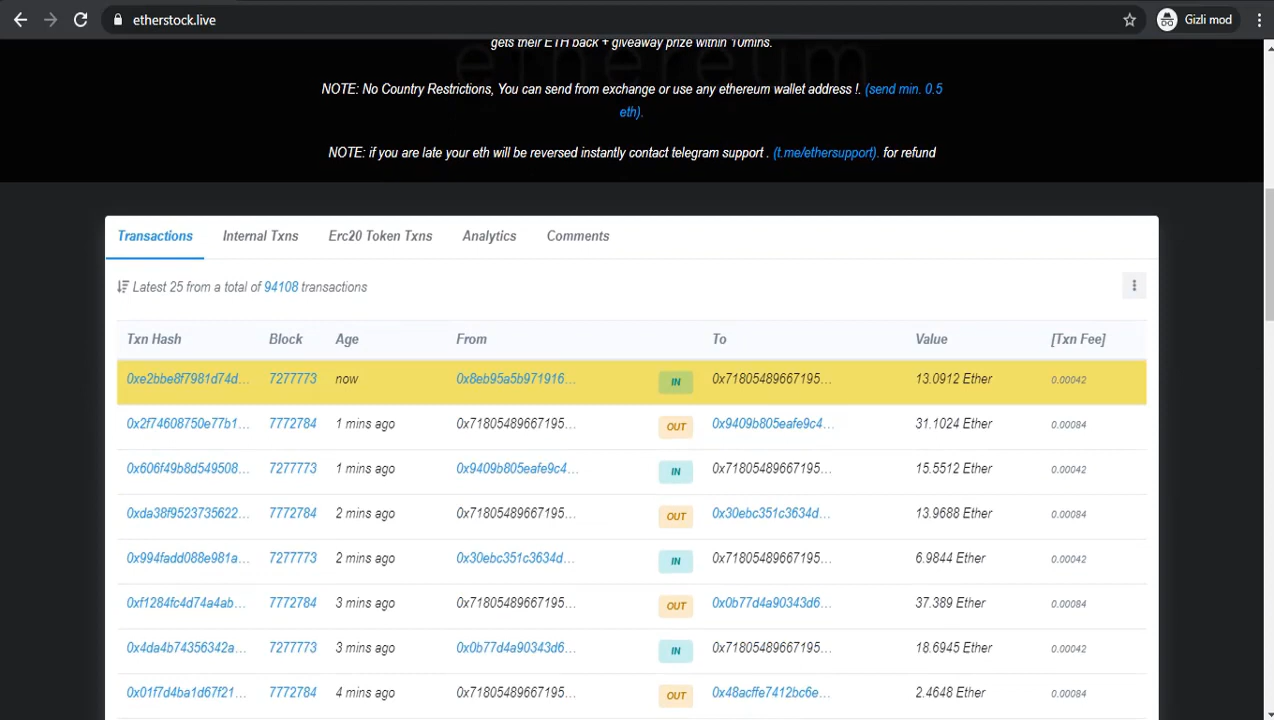 etherstock.live Gizli mod
gets their ETH back + giveaway prize within 10mins.
ethereum
NOTE: No Country Restrictions, You can send from exchange or use any ethereum wallet address !. (send min. 0.5
eth).
NOTE: if you are late your eth will be reversed instantly contact telegram support . (t.me/ethersupport). for refund
Transactions Internal Txns Erc20 Token Txns Analytics Comments
Latest 25 from a total of 94108 transactions
Txn Hash Block Age From To Value [Txn Fee]
0xe2bbe8f7981d74d... 7277773 now 0x8eb95a5b971916... IN 0x71805489667195... 13.0912 Ether 0.00042
0x2f74608750e77b1... 7772784 1 mins ago 0x71805489667195... OUT 0x9409b805eafe9c4... 31.1024 Ether 0.00084
0x606f49b8d549508... 7277773 1 mins ago 0x9409b805eafe9c4... IN 0x71805489667195... 15.5512 Ether 0.00042
0xda38f9523735622... 7772784 2 mins ago 0x71805489667195... OUT 0x30ebc351c3634d... 13.9688 Ether 0.00084
0x994fadd088e981a... 7277773 2 mins ago 0x30ebc351c3634d... IN 0x71805489667195... 6.9844 Ether 0.00042
0xf1284fc4d74a4ab... 7772784 3 mins ago 0x71805489667195... OUT 0x0b77d4a90343d6... 37.389 Ether 0.00084
0x4da4b74356342a... 7277773 3 mins ago 0x0b77d4a90343d6... IN 0x71805489667195... 18.6945 Ether 0.00042
0x01f7d4ba1d67f21... 7772784 4 mins ago 0x71805489667195... OUT 0x48acffe7412bc6e... 2.4648 Ether 0.00084